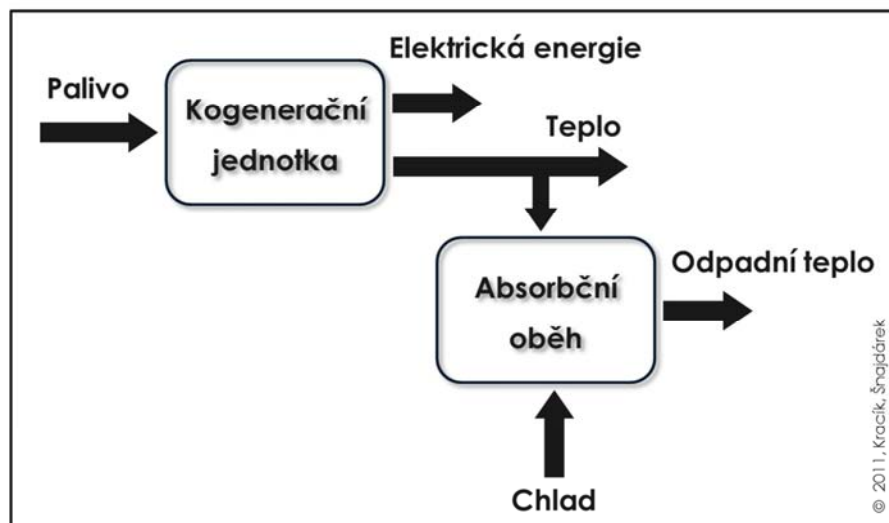 Elektrická energie
Palivo
Kogenerační
jednotka
Teplo
Absorbční
oběh
Odpadní teplo
Chlad
© 2011, Kracík, Šnajdárek